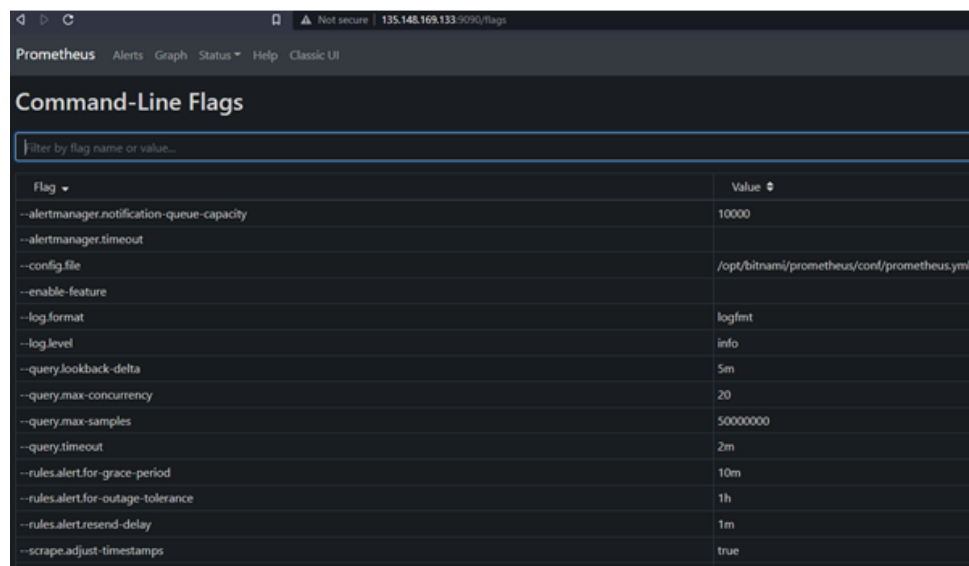 Not secure | 135.148.169.133:9090/flags
Prometheus Alerts Graph Status Help Classic UI
Command-Line Flags
Filter by flag name or value...
Flag Value
--alertmanager.notification-queue-capacity 10000
--alertmanager.timeout
--config.file /opt/bitnami/prometheus/conf/prometheus.yml
--enable-feature
--log.format logfmt
--log.level info
--query.lookback-delta 5m
--query.max-concurrency 20
--query.max-samples 50000000
--query.timeout 2m
--rules.alert.for-grace-period 10m
--rules.alert.for-outage-tolerance 1h
--rules.alert.resend-delay 1m
--scrape.adjust-timestamps true